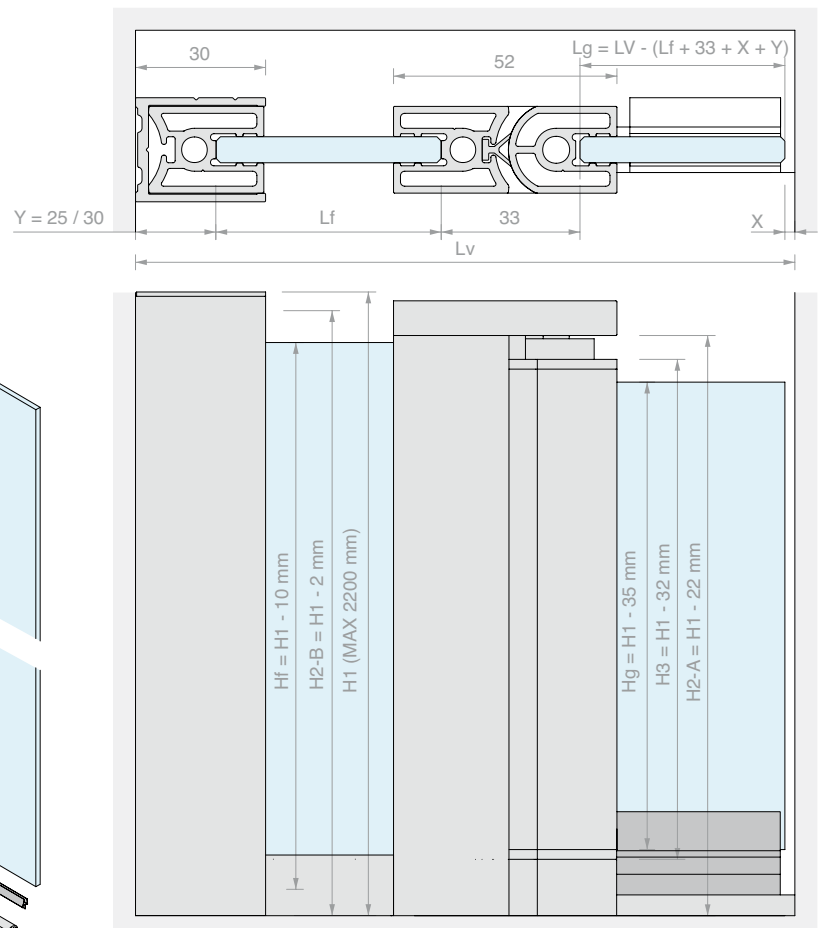 30
52
Lg = LV - (Lf + 33 + X + Y)
Y = 25 / 30
Lf
33
X
Lv
Hf = H1 - 10 mm
H2-B = H1 - 2 mm
H1 (MAX 2200 mm)
Hg = H1 - 35 mm
H3 = H1 - 32 mm
H2-A = H1 - 22 mm